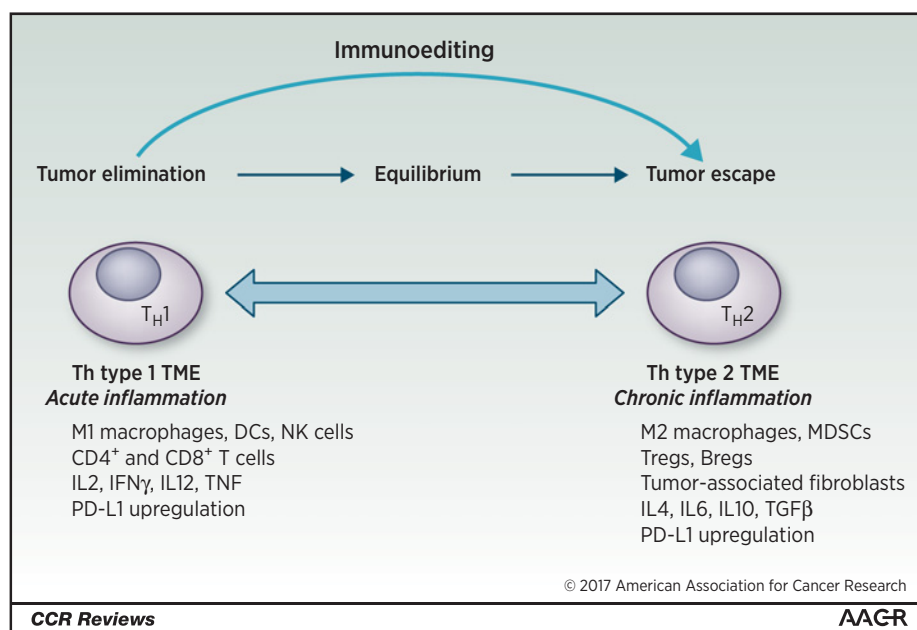 Immunoediting
Tumor elimination
Equilibrium
Tumor escape
T_H1
T_H2
Th type 1 TME
Acute inflammation
M1 macrophages, DCs, NK cells
CD4⁺ and CD8⁺ T cells
IL2, IFNγ, IL12, TNF
PD-L1 upregulation
Th type 2 TME
Chronic inflammation
M2 macrophages, MDSCs
Tregs, Bregs
Tumor-associated fibroblasts
IL4, IL6, IL10, TGFβ
PD-L1 upregulation
© 2017 American Association for Cancer Research
CCR Reviews
AACR